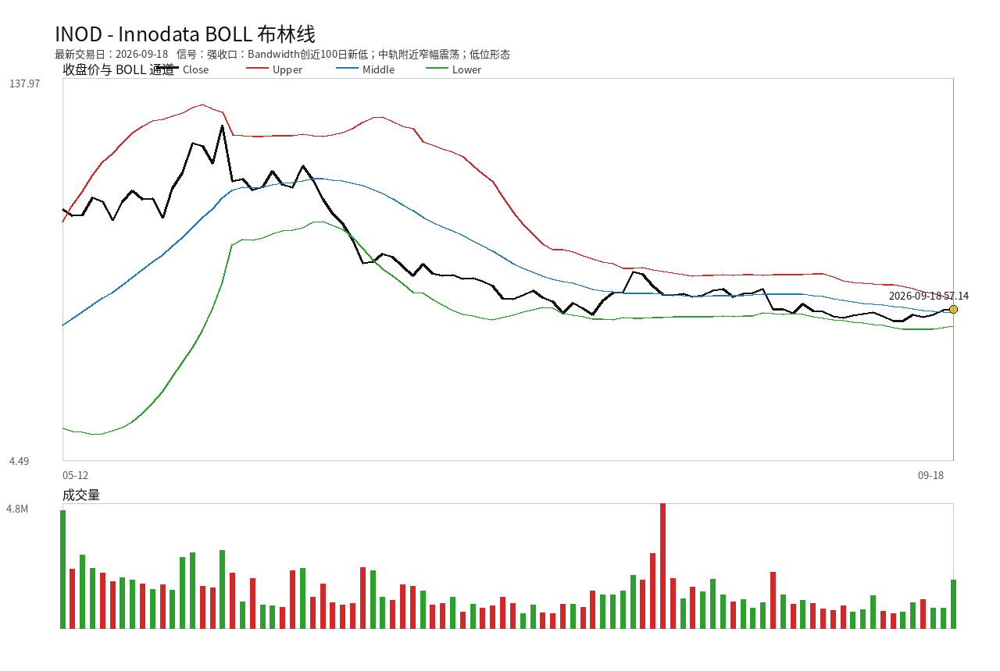 INOD - Innodata BOLL 布林线
最新交易日：2026-09-18 信号：强收口：Bandwidth创近100日新低；中轨附近窄幅震荡；低位形态
收盘价与 BOLL 通道 Close Upper Middle Lower
137.97
2026-09-18 57.14
4.49
05-12 09-18
成交量
4.8M